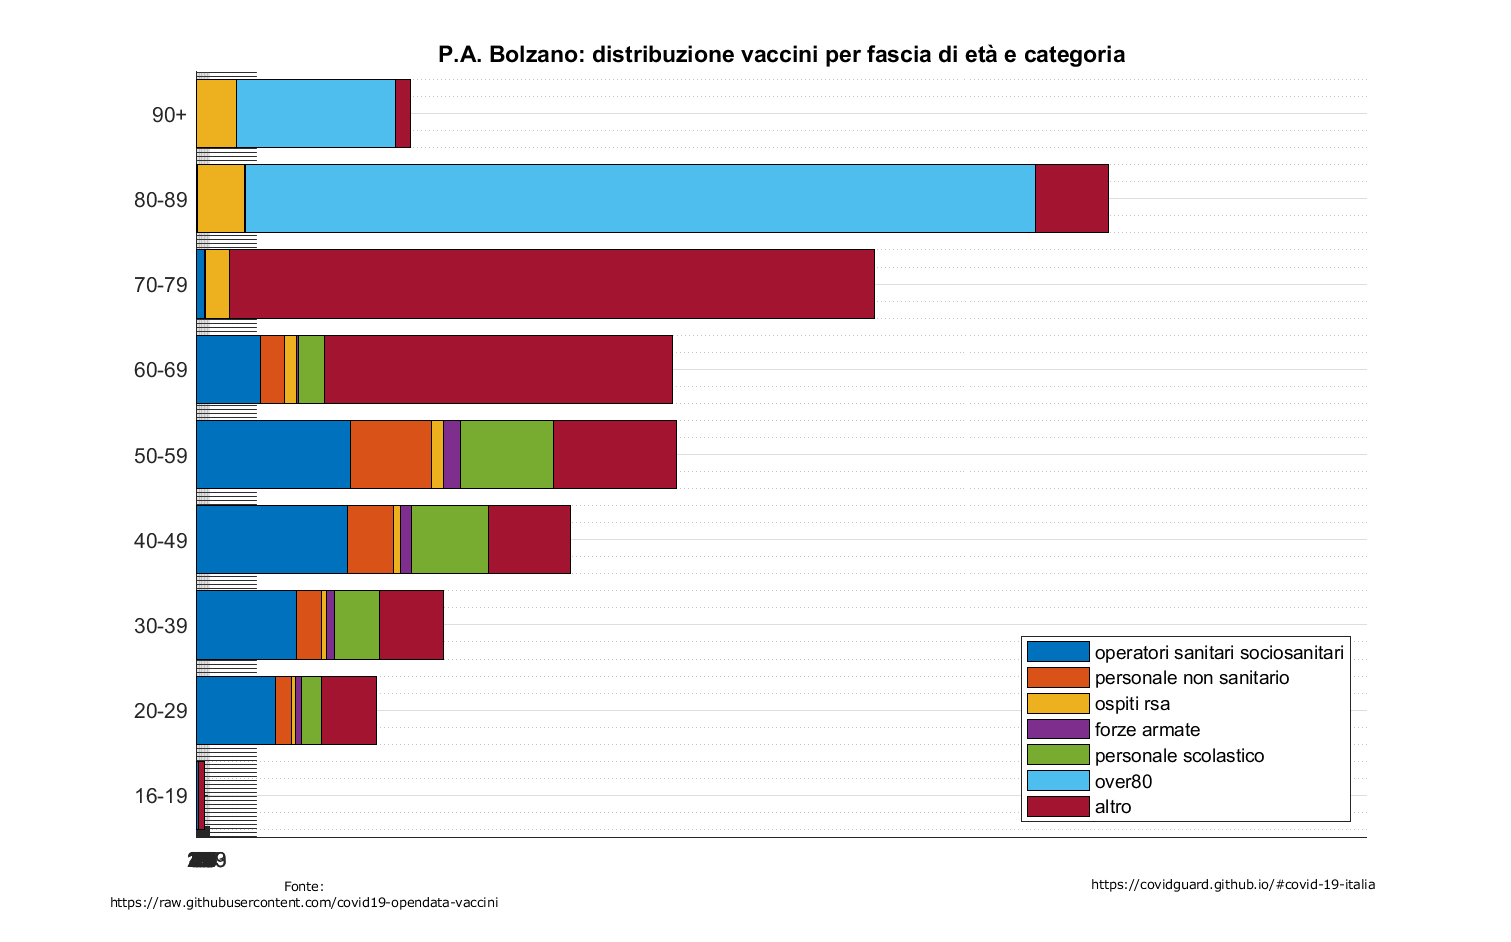 P.A. Bolzano: distribuzione vaccini per fascia di età e categoria
90+
80-89
70-79
60-69
50-59
40-49
30-39
20-29
16-19
operatori sanitari sociosanitari
personale non sanitario
ospiti rsa
forze armate
personale scolastico
over80
altro
Fonte:
https://raw.githubusercontent.com/covid19-opendata-vaccini
https://covidguard.github.io/#covid-19-italia